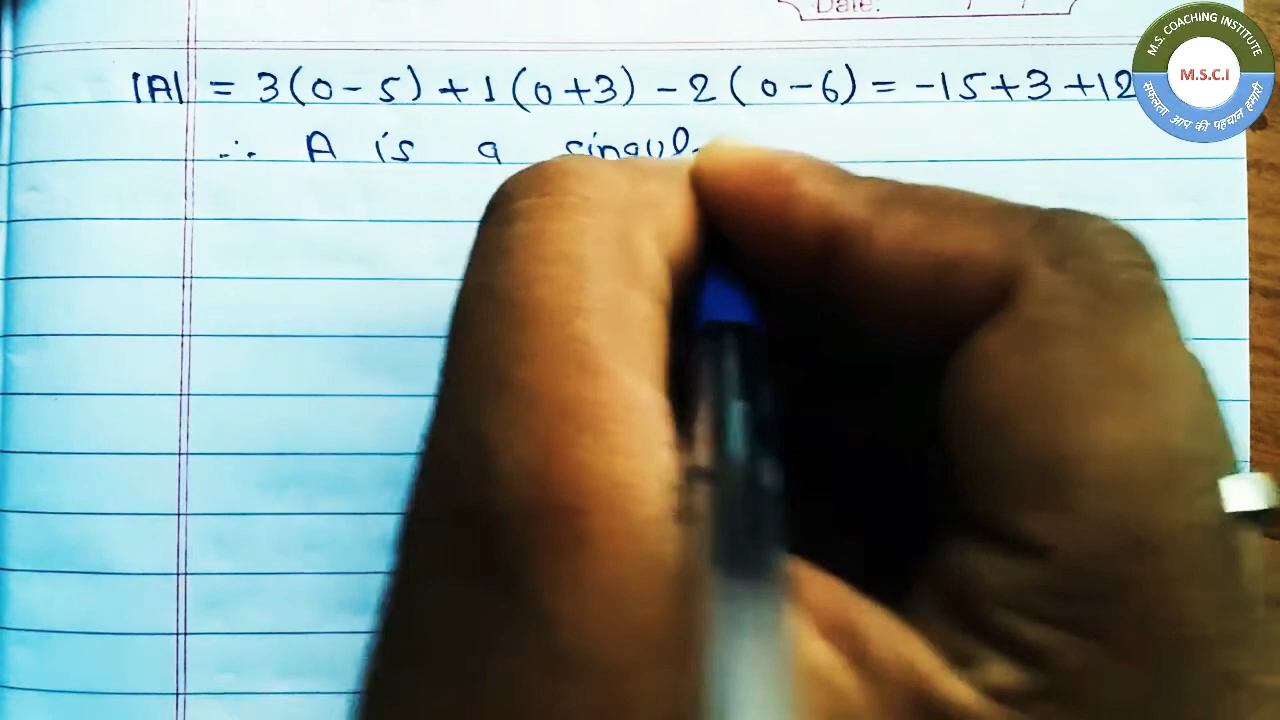 Date:
|A| = 3(0-5)+1(0+3)-2(0-6)=-15+3+12
∴ A is a singul
M.S. COACHING INSTITUTE
M.S.C.I
सफलता आप की पहचान हमारी